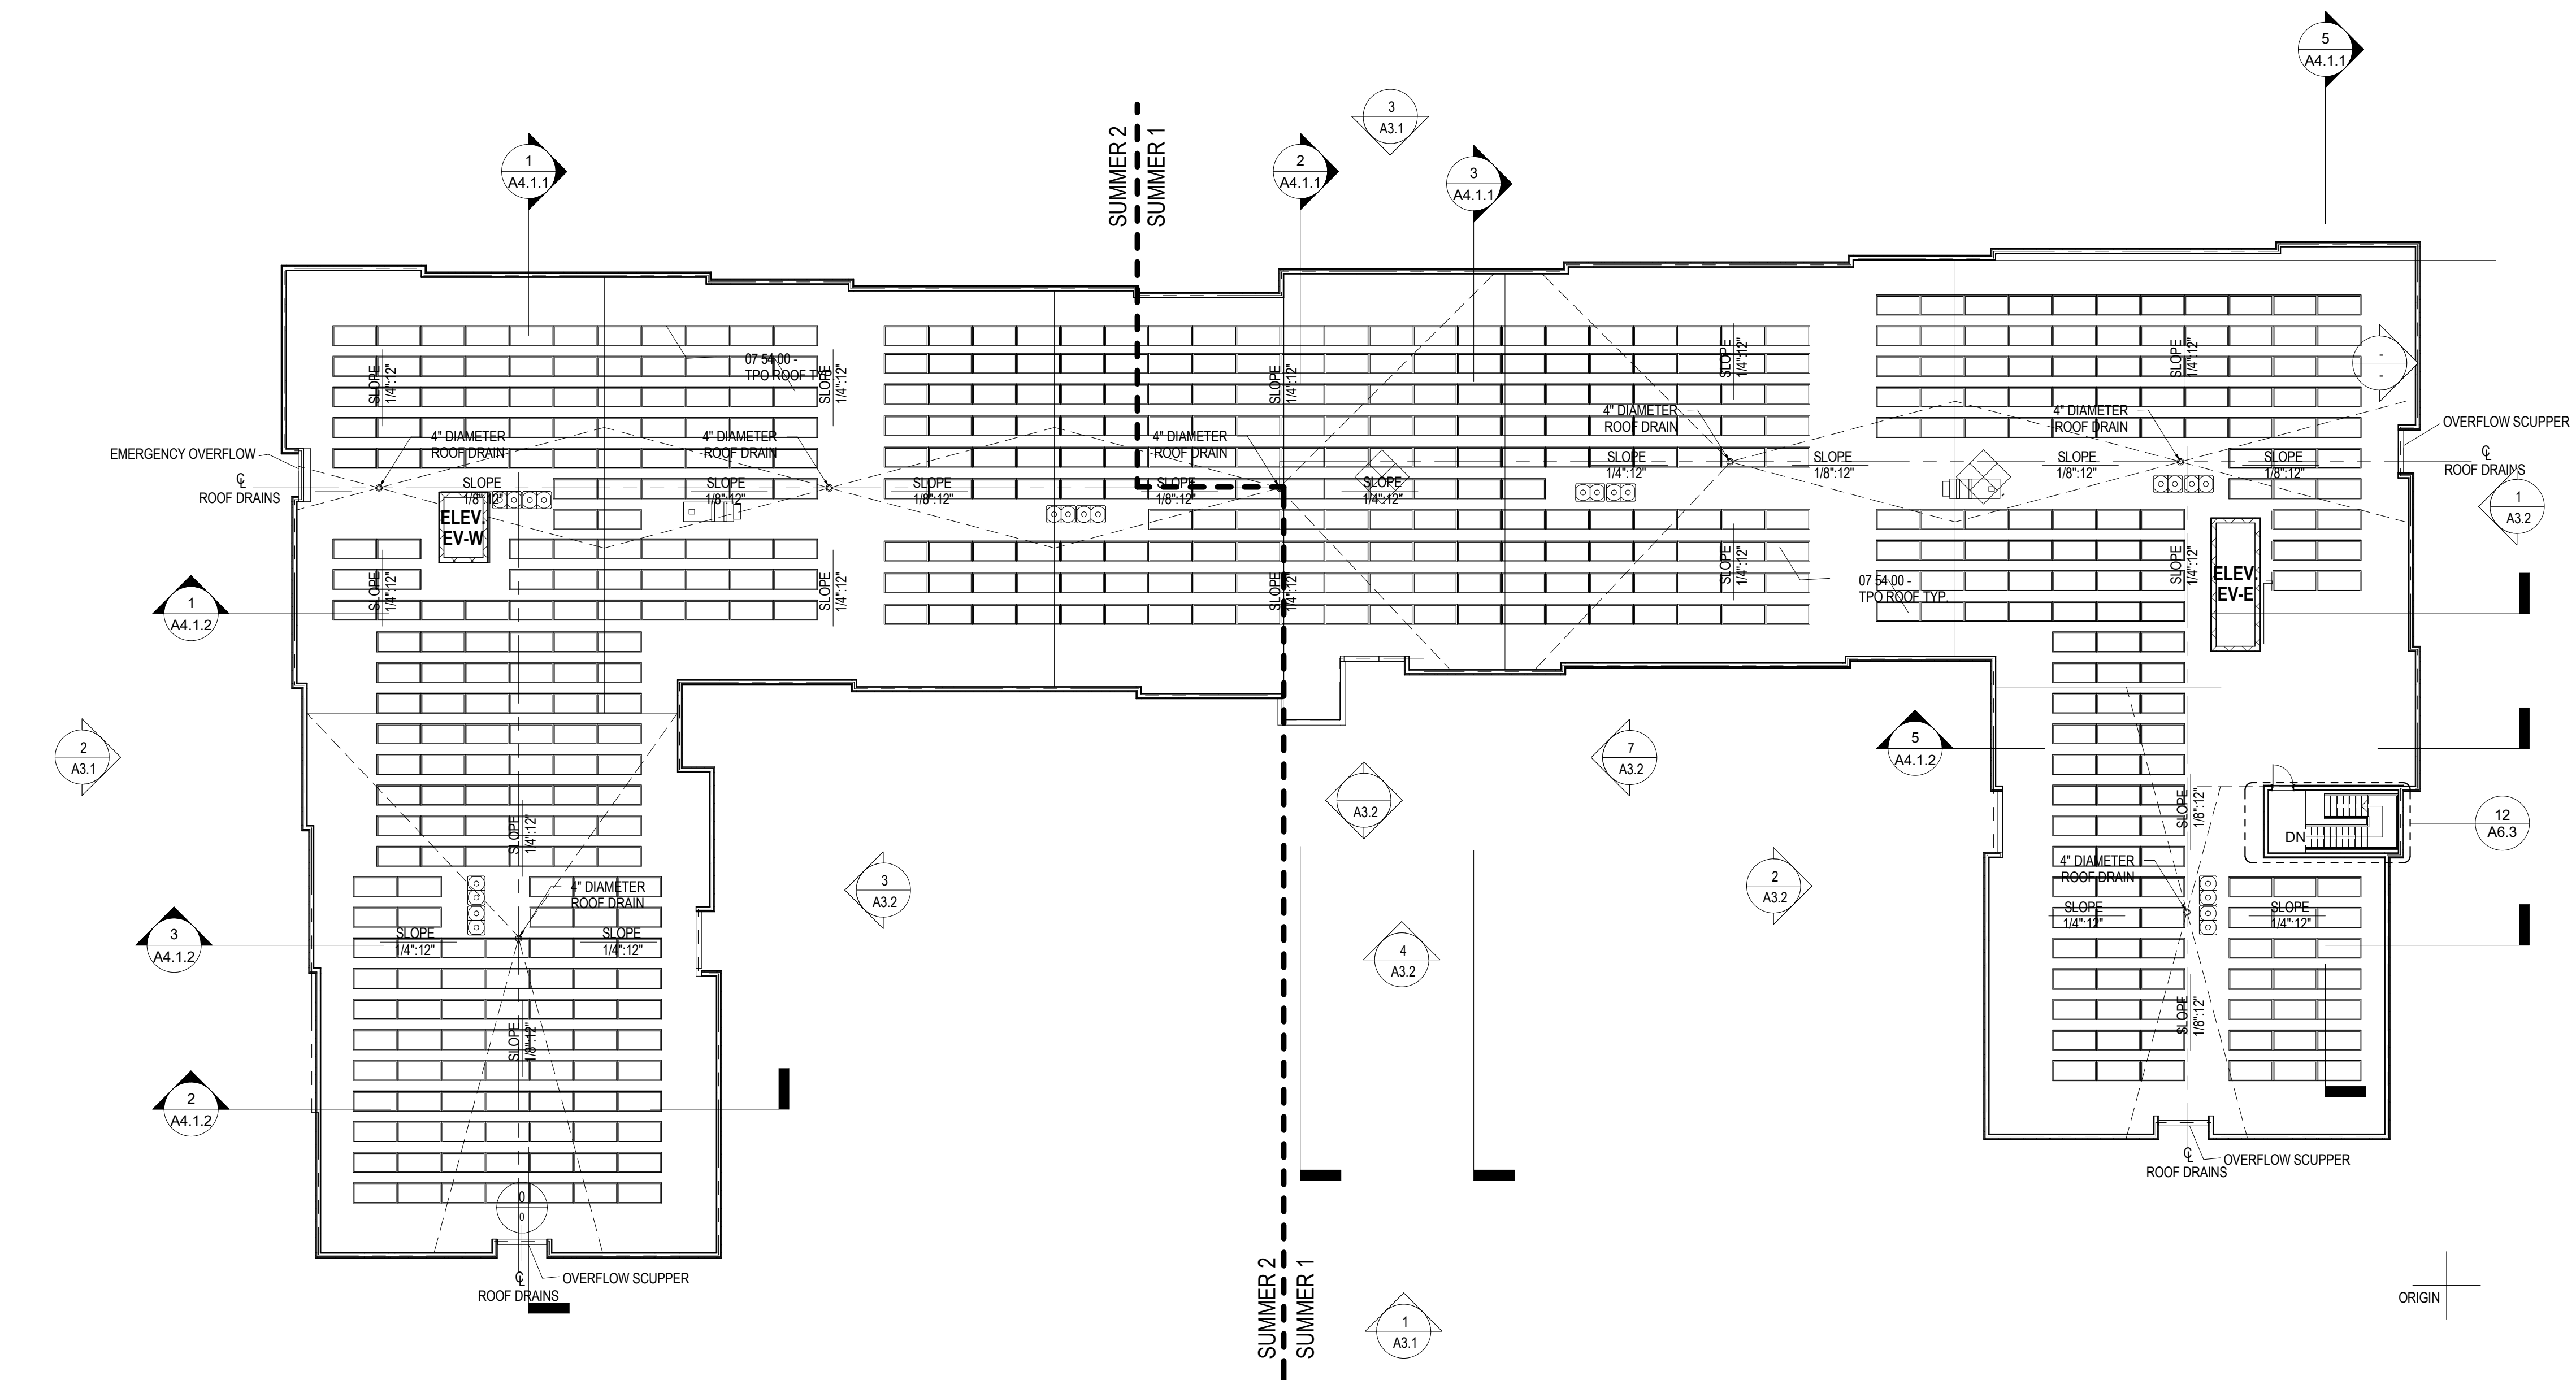 5
A4.1.1
3
A3.1
SUMMER 2
SUMMER 1
1
A4.1.1
2
A4.1.1
3
A4.1.1
07 54 00 -
TPO ROOF TYP.
SLOPE
1/4":12"
SLOPE
1/4":12"
SLOPE
1/4":12"
SLOPE
1/4":12"
SLOPE
1/4":12"
-
-
4" DIAMETER
ROOF DRAIN
4" DIAMETER
ROOF DRAIN
4" DIAMETER
ROOF DRAIN
4" DIAMETER
ROOF DRAIN
4" DIAMETER
ROOF DRAIN
OVERFLOW SCUPPER
EMERGENCY OVERFLOW
℄
ROOF DRAINS
℄
ROOF DRAINS
SLOPE
1/8":12"
SLOPE
1/8":12"
SLOPE
1/8":12"
SLOPE
1/8":12"
SLOPE
1/4":12"
SLOPE
1/4":12"
SLOPE
1/8":12"
SLOPE
1/8":12"
SLOPE
1/8":12"
1
A3.2
ELEV.
EV-W
ELEV.
EV-E
SLOPE
1/4":12"
SLOPE
1/4":12"
SLOPE
1/4":12"
SLOPE
1/4":12"
SLOPE
1/4":12"
07 54 00 -
TPO ROOF TYP.
1
A4.1.2
2
A3.1
7
A3.2
5
A4.1.2
A3.2
SLOPE
1/4":12"
SLOPE
1/8":12"
DN
12
A6.3
4" DIAMETER
ROOF DRAIN
4" DIAMETER
ROOF DRAIN
3
A3.2
2
A3.2
SLOPE
1/4":12"
SLOPE
1/4":12"
SLOPE
1/4":12"
SLOPE
1/4":12"
3
A4.1.2
4
A3.2
SLOPE
1/8":12"
SLOPE
1/8":12"
2
A4.1.2
℄
ROOF DRAINS
OVERFLOW SCUPPER
0
0
℄
ROOF DRAINS
OVERFLOW SCUPPER
SUMMER 2
SUMMER 1
1
A3.1
ORIGIN